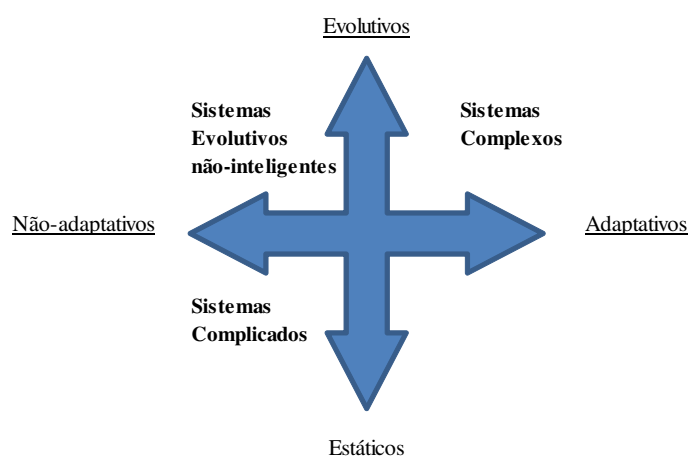 Evolutivos
Sistemas
Evolutivos
não-inteligentes
Sistemas
Complexos
Não-adaptativos
Adaptativos
Sistemas
Complicados
Estáticos